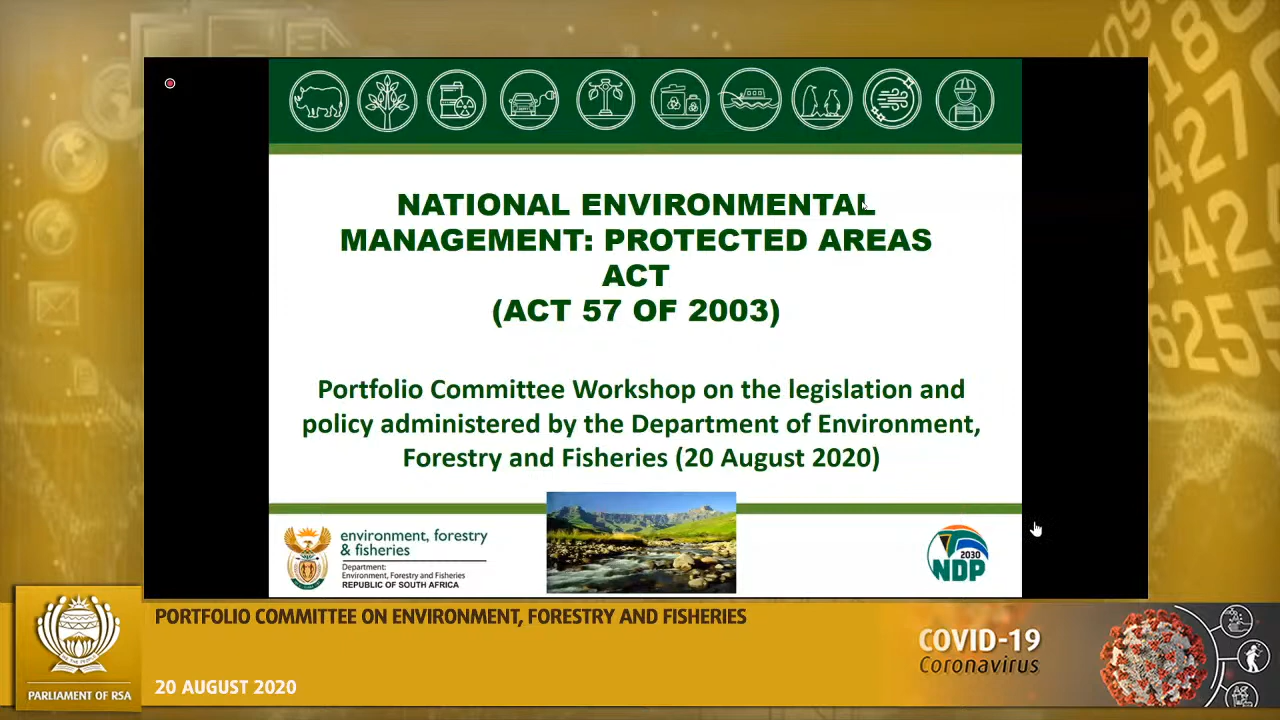 NATIONAL ENVIRONMENTAL
MANAGEMENT: PROTECTED AREAS
ACT
(ACT 57 OF 2003)
Portfolio Committee Workshop on the legislation and
policy administered by the Department of Environment,
Forestry and Fisheries (20 August 2020)
environment, forestry
& fisheries
Department:
Environment, Forestry and Fisheries
REPUBLIC OF SOUTH AFRICA
2030
NDP
PORTFOLIO COMMITTEE ON ENVIRONMENT, FORESTRY AND FISHERIES
20 AUGUST 2020
PARLIAMENT OF RSA
COVID-19
Coronavirus